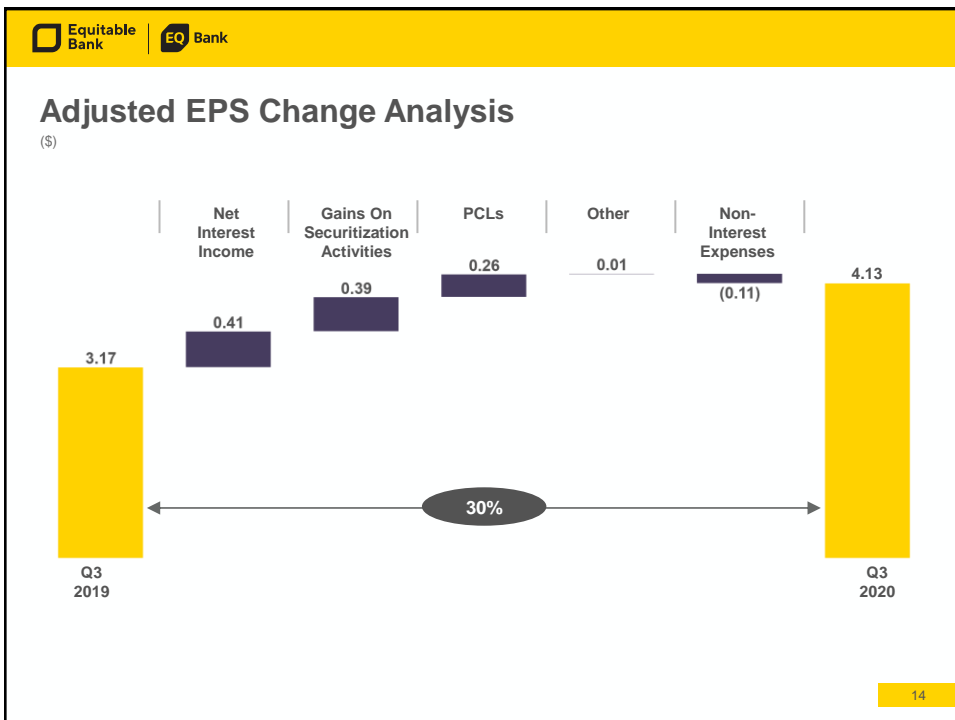 Equitable
Bank
EQ Bank
Adjusted EPS Change Analysis
($)
Net
Interest
Income
Gains On
Securitization
Activities
PCLs
Other
Non-
Interest
Expenses
3.17
0.41
0.39
0.26
0.01
(0.11)
4.13
30%
Q3
2019
Q3
2020
14